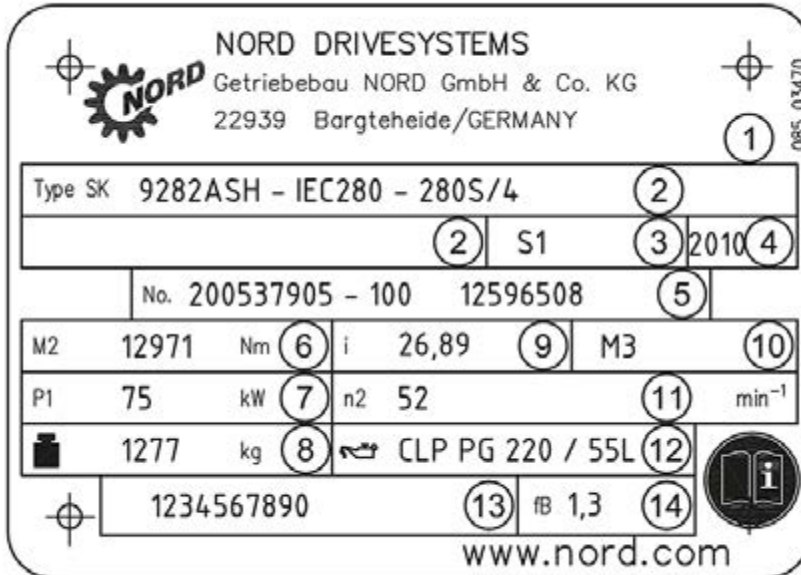 NORD DRIVESYSTEMS
NORD
Getriebebau NORD GmbH & Co. KG
22939 Bargteheide/GERMANY
085 03470
1
Type SK 9282ASH - IEC280 - 280S/4 2
2 S1 3 2010 4
No. 200537905 - 100 12596508 5
M2 12971 Nm 6 i 26,89 9 M3 10
P1 75 kW 7 n2 52 11 min-1
1277 kg 8 CLP PG 220 / 55L 12
i
1234567890 13 fB 1,3 14
www.nord.com